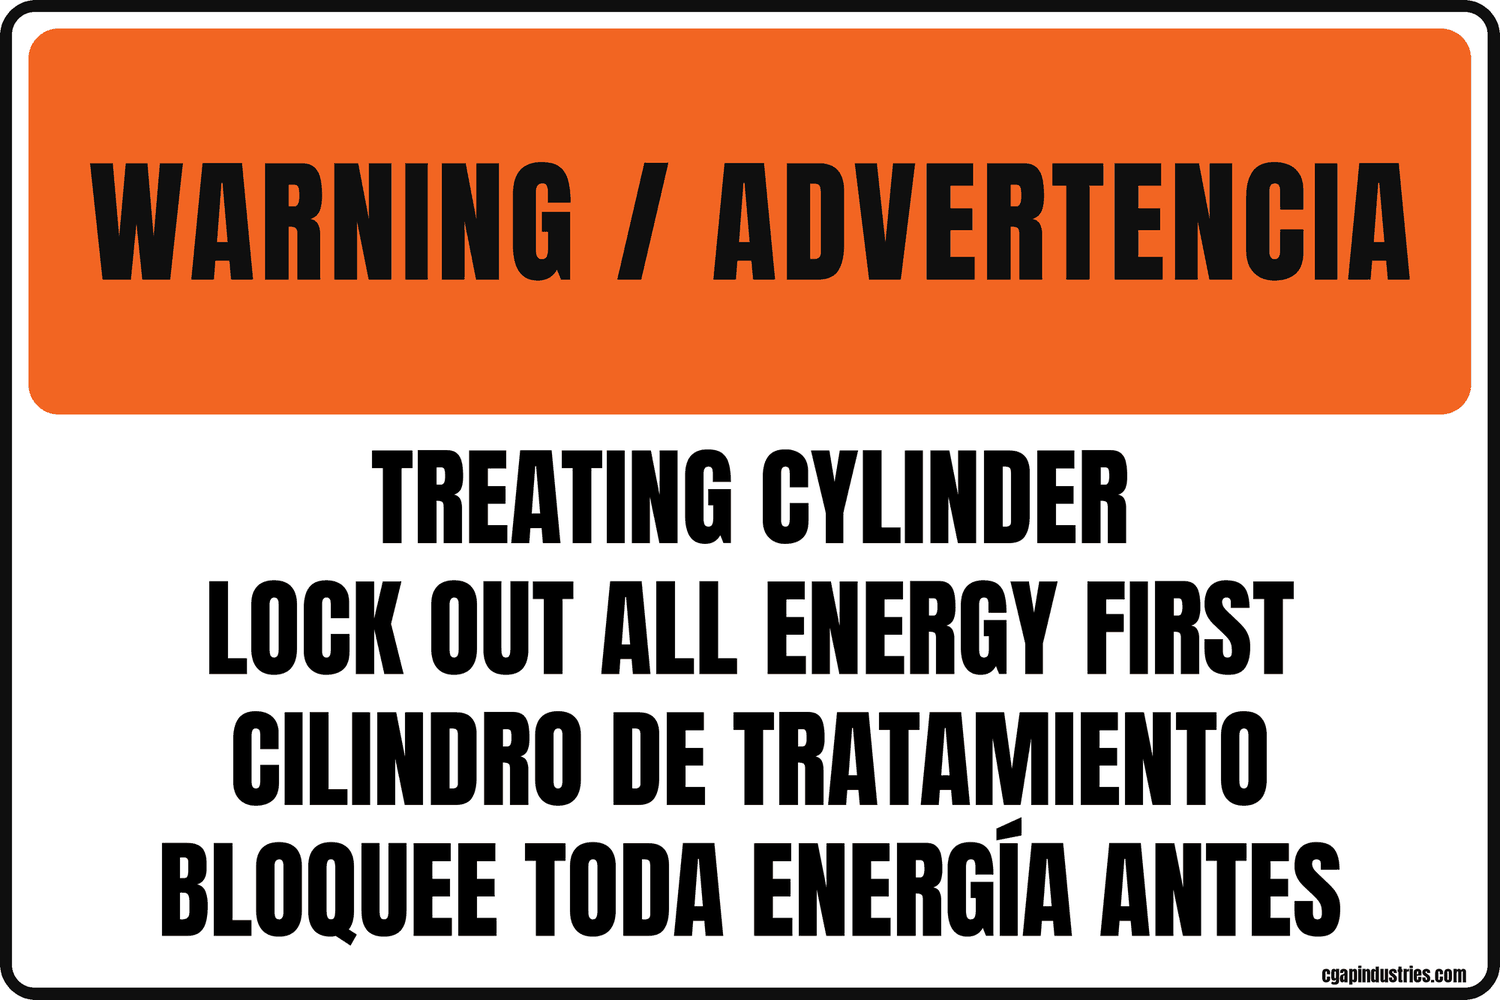 WARNING / ADVERTENCIA
TREATING CYLINDER
LOCK OUT ALL ENERGY FIRST
CILINDRO DE TRATAMIENTO
BLOQUEE TODA ENERGÍA ANTES
cgapindustries.com